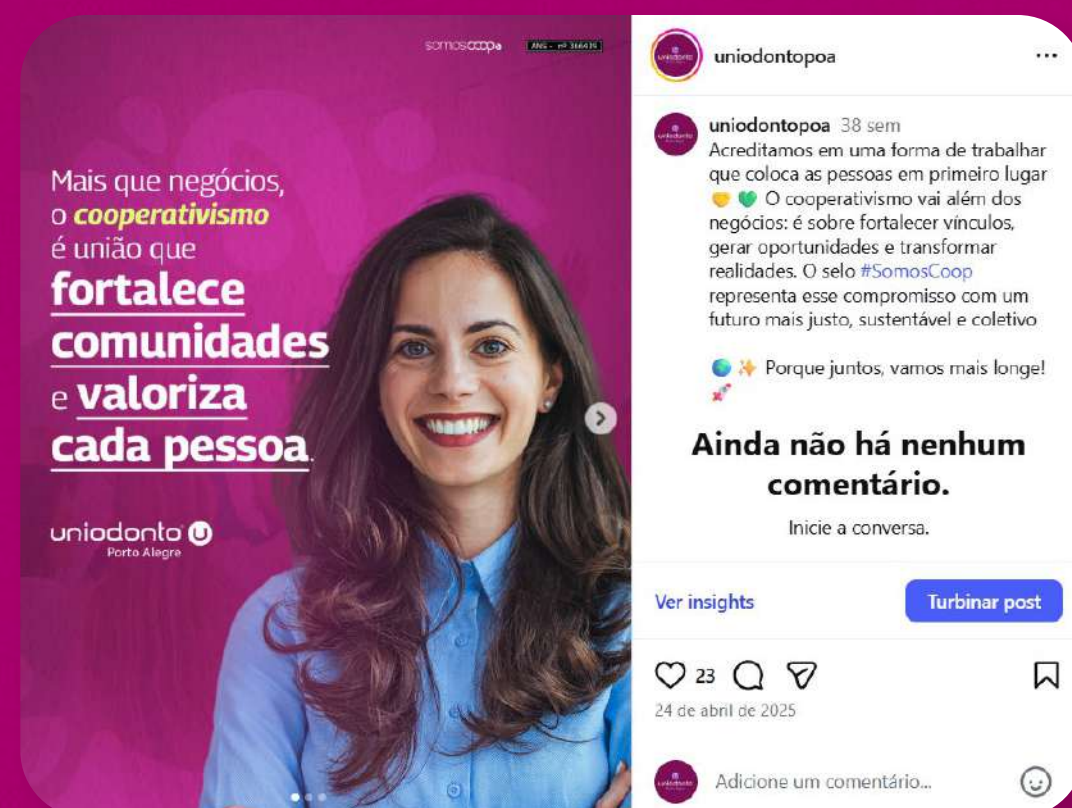 somoscoop
ANS - nº 366439
Mais que negócios,
o cooperativismo
é união que
fortalece
comunidades
e valoriza
cada pessoa.
uniodonto
Porto Alegre
uniodontopoa
uniodontopoa 38 sem
Acreditamos em uma forma de trabalhar
que coloca as pessoas em primeiro lugar
🤝 💚 O cooperativismo vai além dos
negócios: é sobre fortalecer vínculos,
gerar oportunidades e transformar
realidades. O selo #SomosCoop
representa esse compromisso com um
futuro mais justo, sustentável e coletivo
🌎 ✨ Porque juntos, vamos mais longe!
🚀
Ainda não há nenhum
comentário.
Inicie a conversa.
Ver insights
Turbinar post
23
24 de abril de 2025
Adicione um comentário...